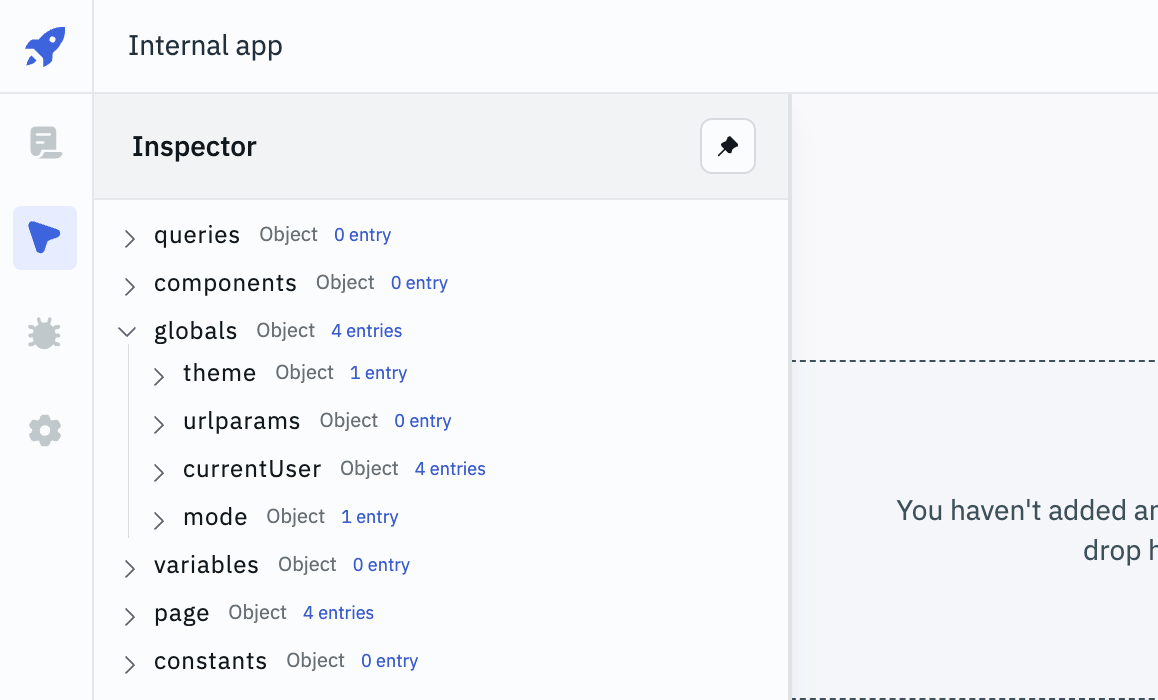 Internal app
Inspector
queries Object 0 entry
components Object 0 entry
globals Object 4 entries
theme Object 1 entry
urlparams Object 0 entry
currentUser Object 4 entries
mode Object 1 entry
variables Object 0 entry
page Object 4 entries
constants Object 0 entry
You haven't added
drop